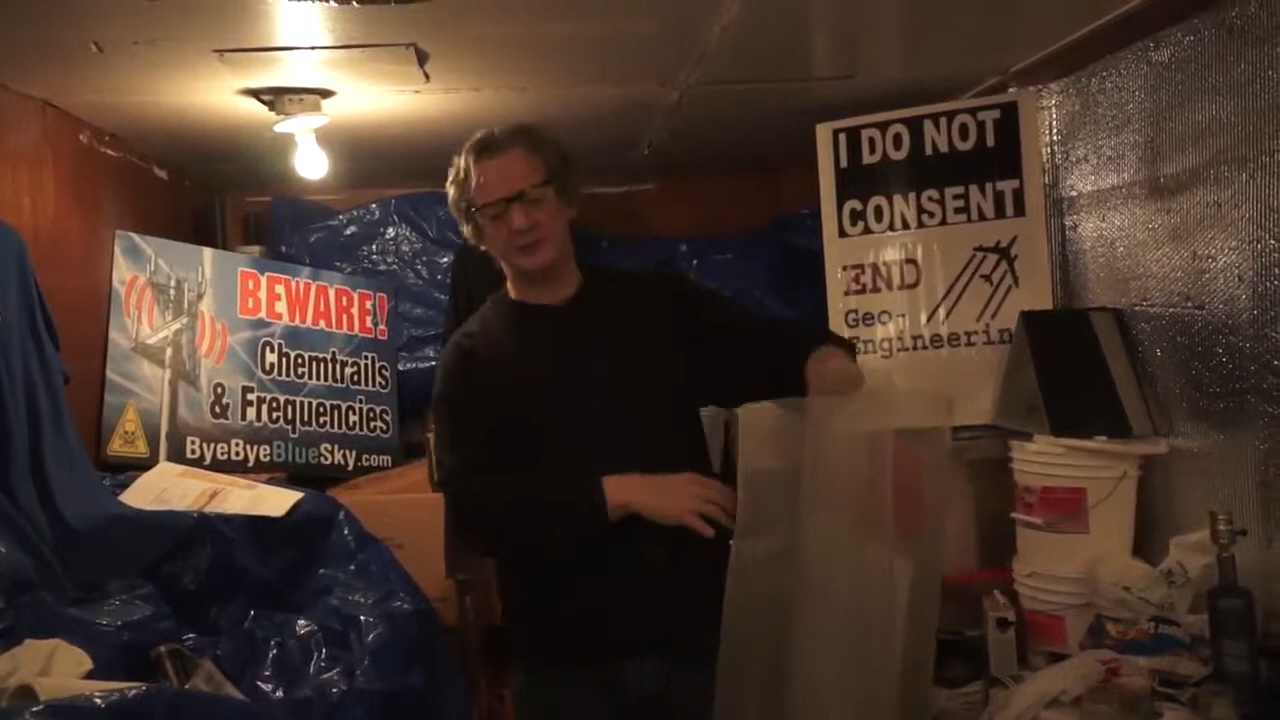 BEWARE!
Chemtrails
& Frequencies
ByeByeBlueSky.com
I DO NOT
CONSENT
END
Geo-
Engineerin